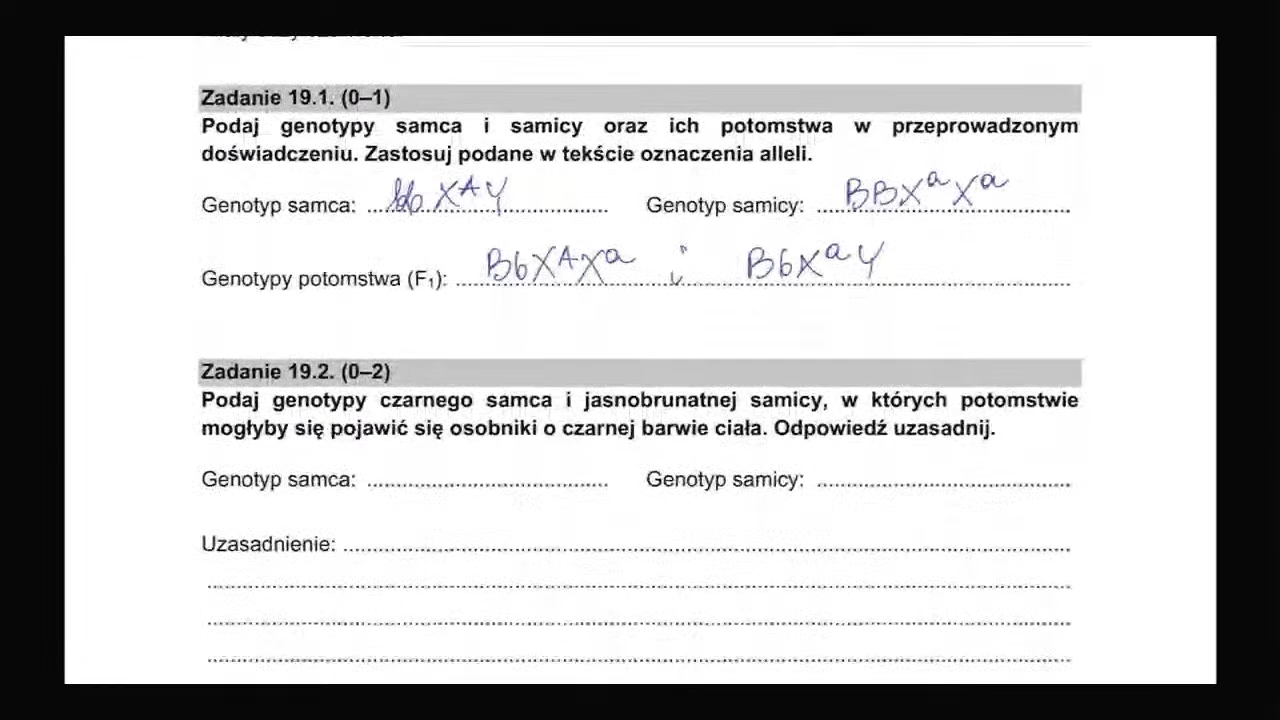 Zadanie 19.1. (0–1)
Podaj genotypy samca i samicy oraz ich potomstwa w przeprowadzonym
doświadczeniu. Zastosuj podane w tekście oznaczenia alleli.
Genotyp samca: bb XᴬY Genotyp samicy: BBXᵃXᵃ
Genotypy potomstwa (F₁): BbXᴬXᵃ i BbXᵃY
Zadanie 19.2. (0–2)
Podaj genotypy czarnego samca i jasnobrunatnej samicy, w których potomstwie
mogłyby się pojawić się osobniki o czarnej barwie ciała. Odpowiedź uzasadnij.
Genotyp samca: Genotyp samicy:
Uzasadnienie: